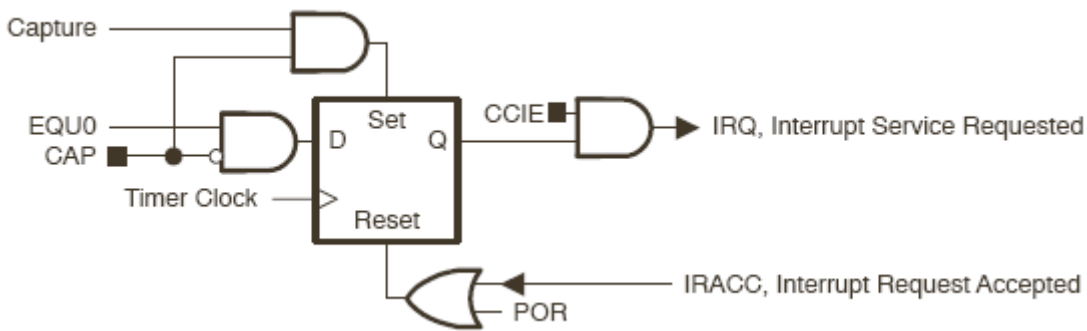 Capture
Set
CCIE
EQU0
D
Q
IRQ, Interrupt Service Requested
CAP
Timer Clock
Reset
IRACC, Interrupt Request Accepted
POR